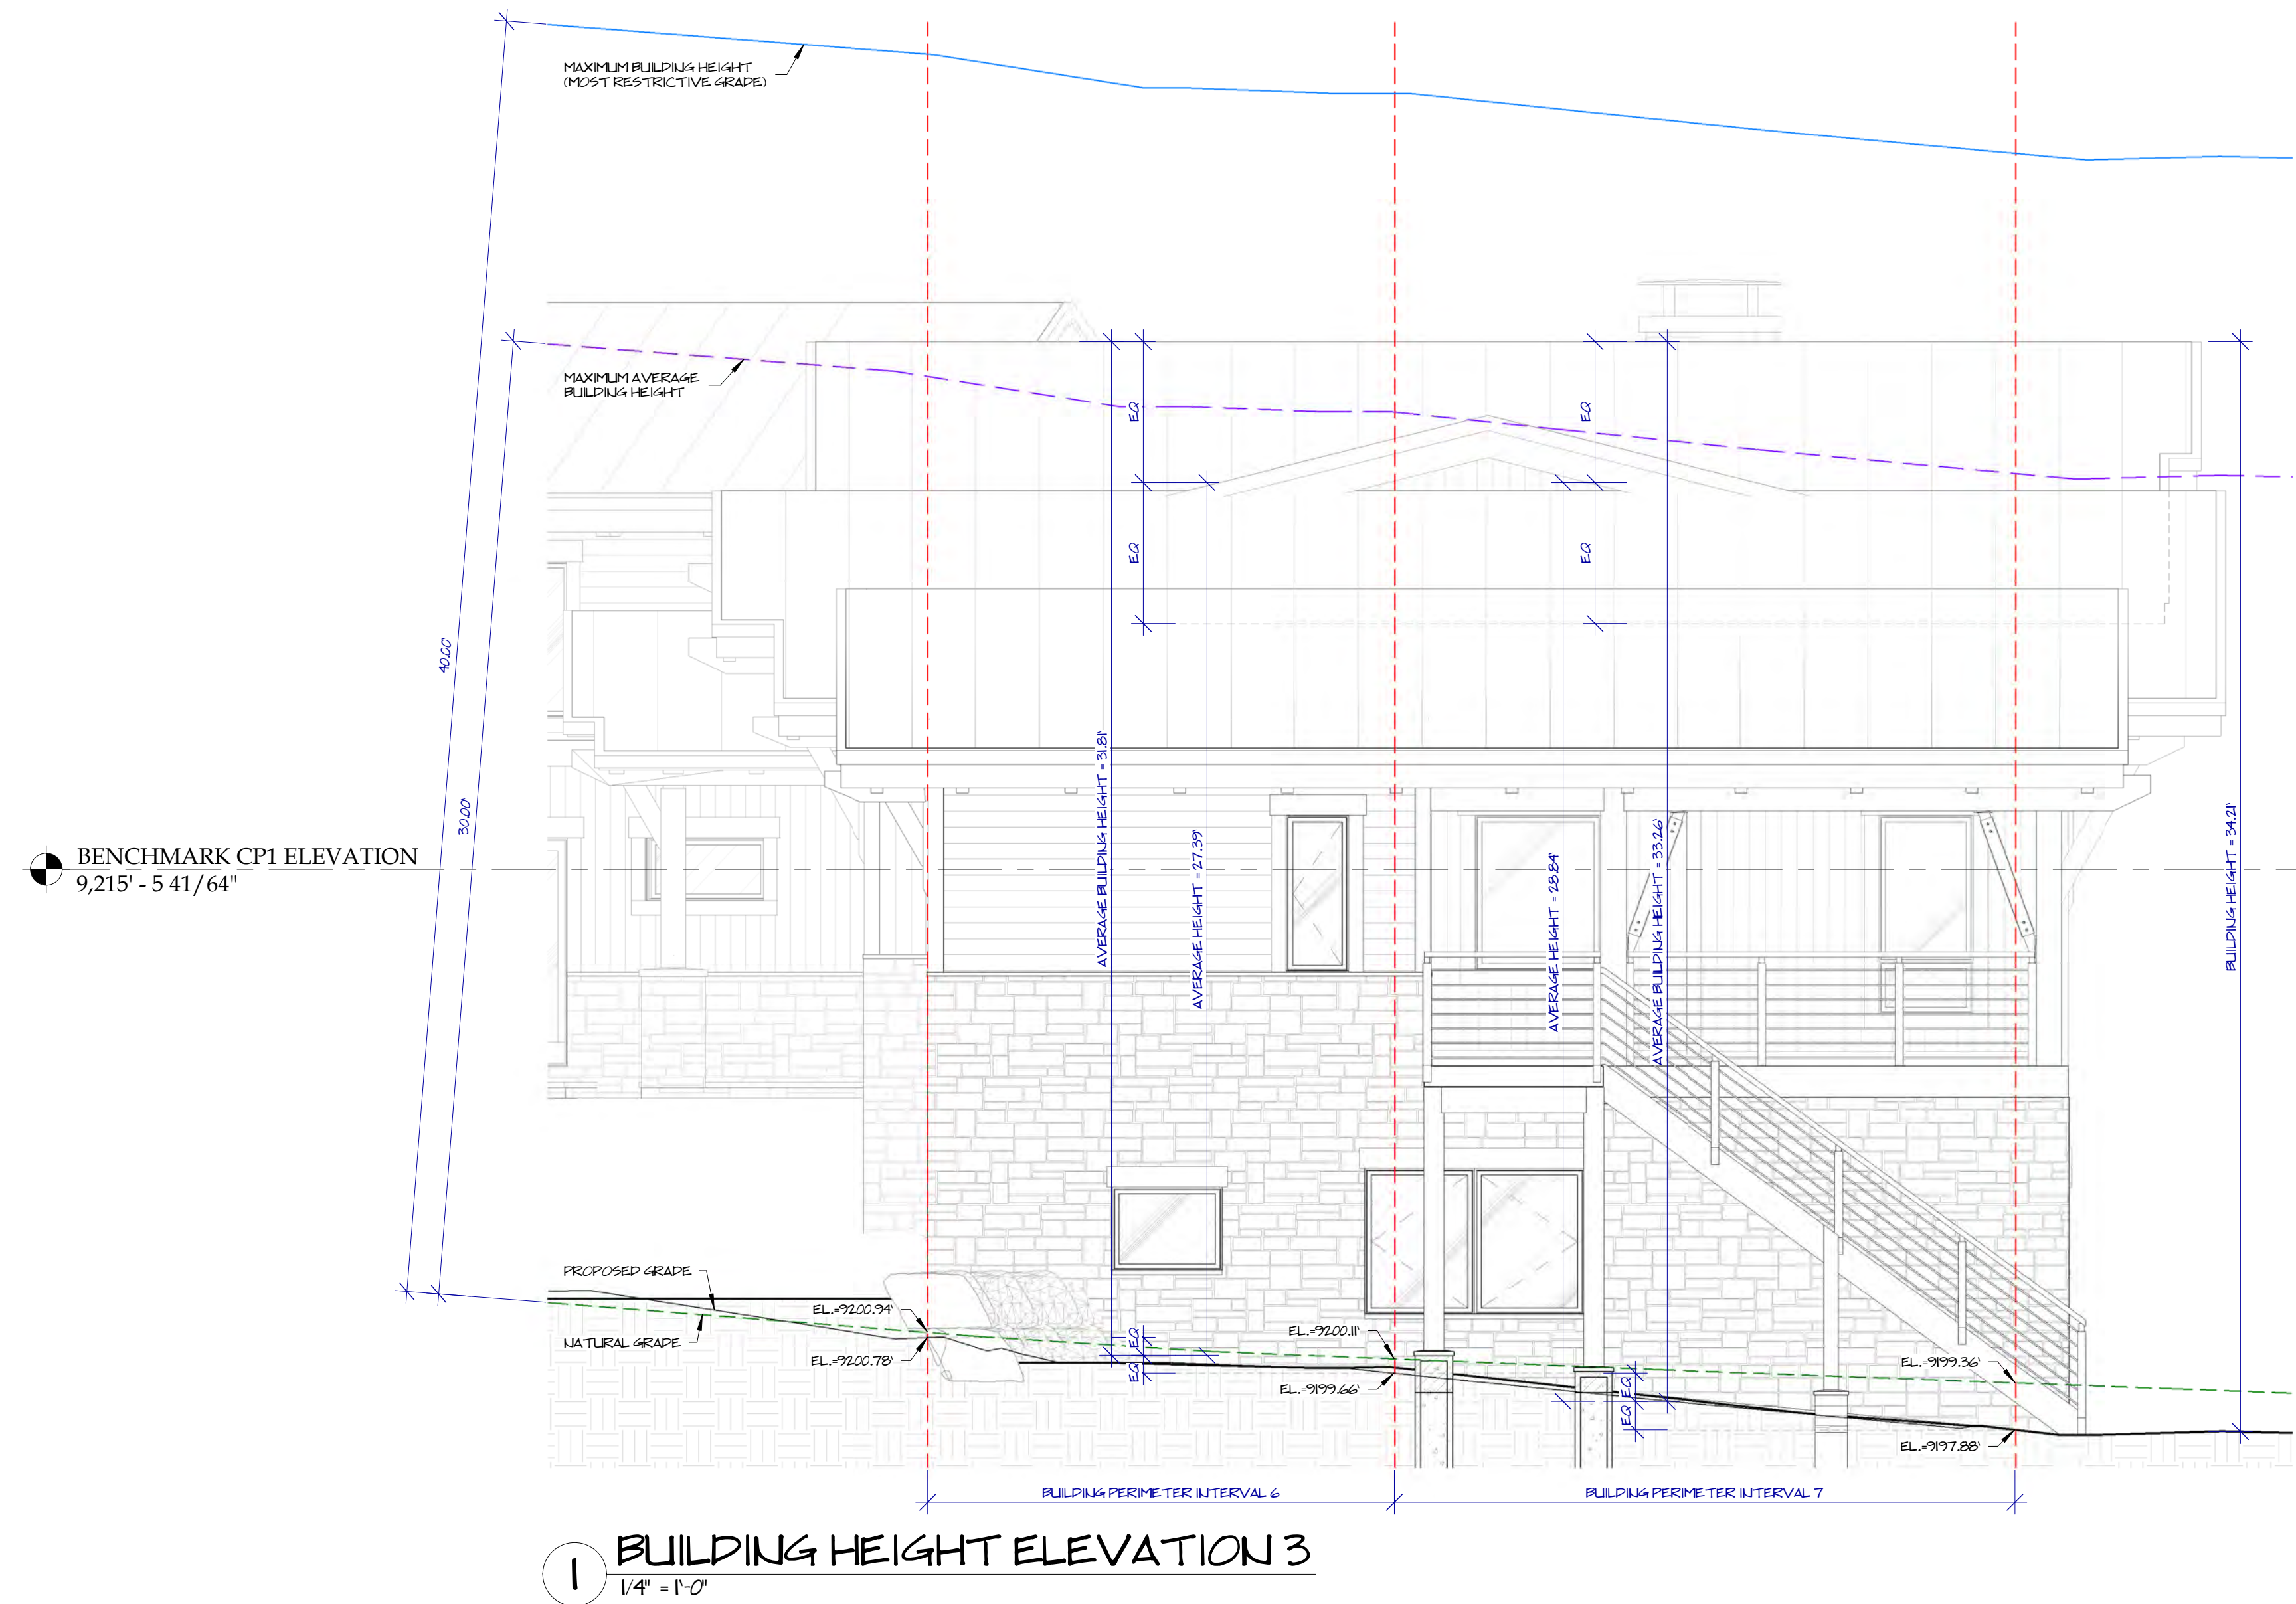 MAXIMUM BUILDING HEIGHT
(MOST RESTRICTIVE GRADE)
MAXIMUM AVERAGE
BUILDING HEIGHT
EQ
EQ
EQ
EQ
40.00'
30.00'
AVERAGE BUILDING HEIGHT = 31.81'
AVERAGE HEIGHT = 27.39'
AVERAGE HEIGHT = 28.84'
AVERAGE BUILDING HEIGHT = 33.26'
BUILDING HEIGHT = 34.21'
BENCHMARK CP1 ELEVATION
9,215' - 5 41/64"
PROPOSED GRADE
NATURAL GRADE
EL.=9200.94'
EL.=9200.78'
EQ
EQ
EL.=9200.11'
EL.=9199.66'
EQ
EQ
EL.=9199.36'
EL.=9197.88'
BUILDING PERIMETER INTERVAL 6
BUILDING PERIMETER INTERVAL 7
1
BUILDING HEIGHT ELEVATION 3
1/4" = 1'-0"